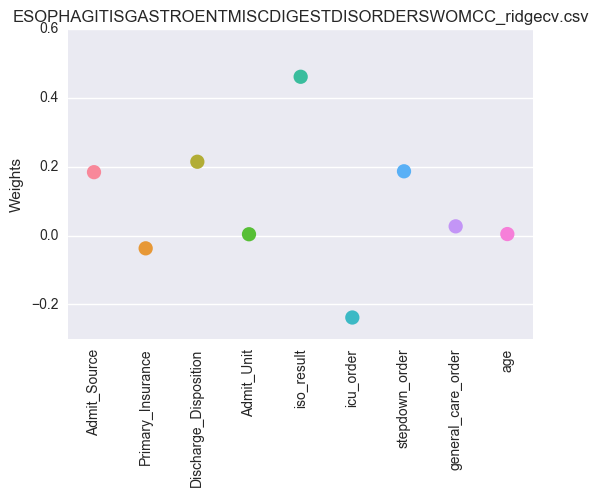 ESOPHAGITISGASTROENTMISCDIGESTDISORDERSWOMCC_ridgecv.csv
0.6
0.4
0.2
0.0
−0.2
Weights
Admit_Source
Primary_Insurance
Discharge_Disposition
Admit_Unit
iso_result
icu_order
stepdown_order
general_care_order
age